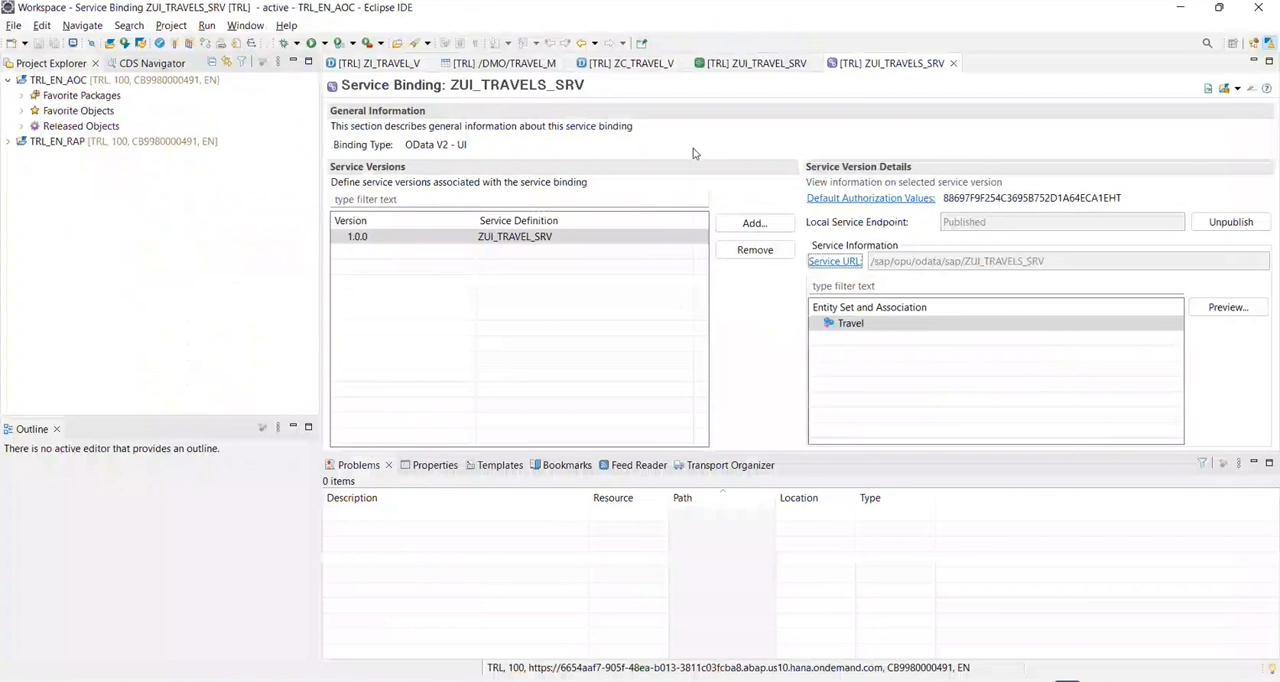 Workspace - Service Binding ZUI_TRAVELS_SRV [TRL] - active - TRL_EN_AOC - Eclipse IDE
File Edit Navigate Search Project Run Window Help
Project Explorer CDS Navigator
[TRL] ZI_TRAVEL_V [TRL] /DMO/TRAVEL_M [TRL] ZC_TRAVEL_V [TRL] ZUI_TRAVEL_SRV [TRL] ZUI_TRAVELS_SRV
TRL_EN_AOC [TRL, 100, CB9980000491, EN]
Favorite Packages
Favorite Objects
Released Objects
TRL_EN_RAP [TRL, 100, CB9980000491, EN]
Service Binding: ZUI_TRAVELS_SRV
General Information
This section describes general information about this service binding
Binding Type: OData V2 - UI
Service Versions
Define service versions associated with the service binding
type filter text
Version Service Definition
1.0.0 ZUI_TRAVEL_SRV
Add...
Remove
Service Version Details
View information on selected service version
Default Authorization Values: 88697F9F254C3695B752D1A64ECA1EHT
Local Service Endpoint: Published Unpublish
Service Information
Service URL: /sap/opu/odata/sap/ZUI_TRAVELS_SRV
type filter text
Entity Set and Association
Travel
Preview...
Outline
There is no active editor that provides an outline.
Problems Properties Templates Bookmarks Feed Reader Transport Organizer
0 items
Description Resource Path Location Type
TRL, 100, https://6654aaf7-905f-48ea-b013-3811c03fcba8.abap.us10.hana.ondemand.com, CB9980000491, EN